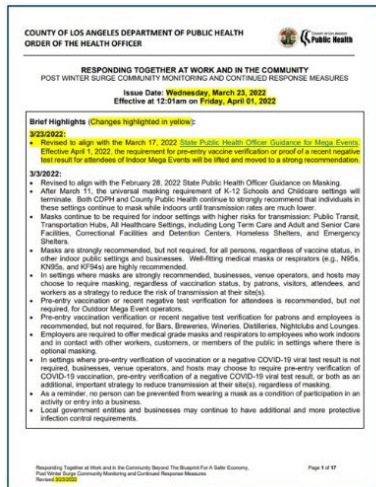 COUNTY OF LOS ANGELES DEPARTMENT OF PUBLIC HEALTH
ORDER OF THE HEALTH OFFICER
Public Health
RESPONDING TOGETHER AT WORK AND IN THE COMMUNITY
POST WINTER SURGE COMMUNITY MONITORING AND CONTINUED RESPONSE MEASURES
Issue Date: Wednesday, March 23, 2022
Effective at 12:01am on Friday, April 01, 2022
Brief Highlights (Changes highlighted in yellow):
3/23/2022:
• Revised to align with the March 17, 2022 State Public Health Officer Guidance for Mega Events.
Effective April 1, 2022, the requirement for pre-entry vaccine verification or proof of a recent negative
test result for attendees of Indoor Mega Events will be lifted and moved to a strong recommendation.
3/3/2022:
• Revised to align with the February 28, 2022 State Public Health Officer Guidance on Masking.
• After March 11, the universal masking requirement of K-12 Schools and Childcare settings will
terminate. Both CDPH and County Public Health continue to strongly recommend that individuals in
these settings continue to mask while indoors until transmission rates are much lower.
• Masks continue to be required for indoor settings with higher risks for transmission: Public Transit,
Transportation Hubs, All Healthcare Settings, including Long Term Care and Adult and Senior Care
Facilities, Correctional Facilities and Detention Centers, Homeless Shelters, and Emergency
Shelters.
• Masks are strongly recommended, but not required, for all persons, regardless of vaccine status, in
other indoor public settings and businesses. Well-fitting medical masks or respirators (e.g., N95s,
KN95s, and KF94s) are highly recommended.
• In settings where masks are strongly recommended, businesses, venue operators, and hosts may
choose to require masking, regardless of vaccination status, by patrons, visitors, attendees, and
workers as a strategy to reduce the risk of transmission at their site(s).
• Pre-entry vaccination or recent negative test verification for attendees is recommended, but not
required, for Outdoor Mega Event operators.
• Pre-entry vaccination verification or recent negative test verification for patrons and employees is
recommended, but not required, for Bars, Breweries, Wineries, Distilleries, Nightclubs and Lounges.
• Employers are required to offer medical grade masks and respirators to employees who work indoors
and in contact with other workers, customers, or members of the public in settings where there is
optional masking.
• In settings where pre-entry verification of vaccination or a negative COVID-19 viral test result is not
required, businesses, venue operators, and hosts may choose to require pre-entry verification of
COVID-19 vaccination, pre-entry verification of a negative COVID-19 viral test result, or both as an
additional, important strategy to reduce transmission at their site(s), regardless of masking.
• As a reminder, no person can be prevented from wearing a mask as a condition of participation in an
activity or entry into a business.
• Local government entities and businesses may continue to have additional and more protective
infection control requirements.
Responding Together at Work and in the Community Beyond The Blueprint For A Safer Economy,
Post Winter Surge Community Monitoring and Continued Response Measures
Revised 3/23/2022
Page 1 of 17